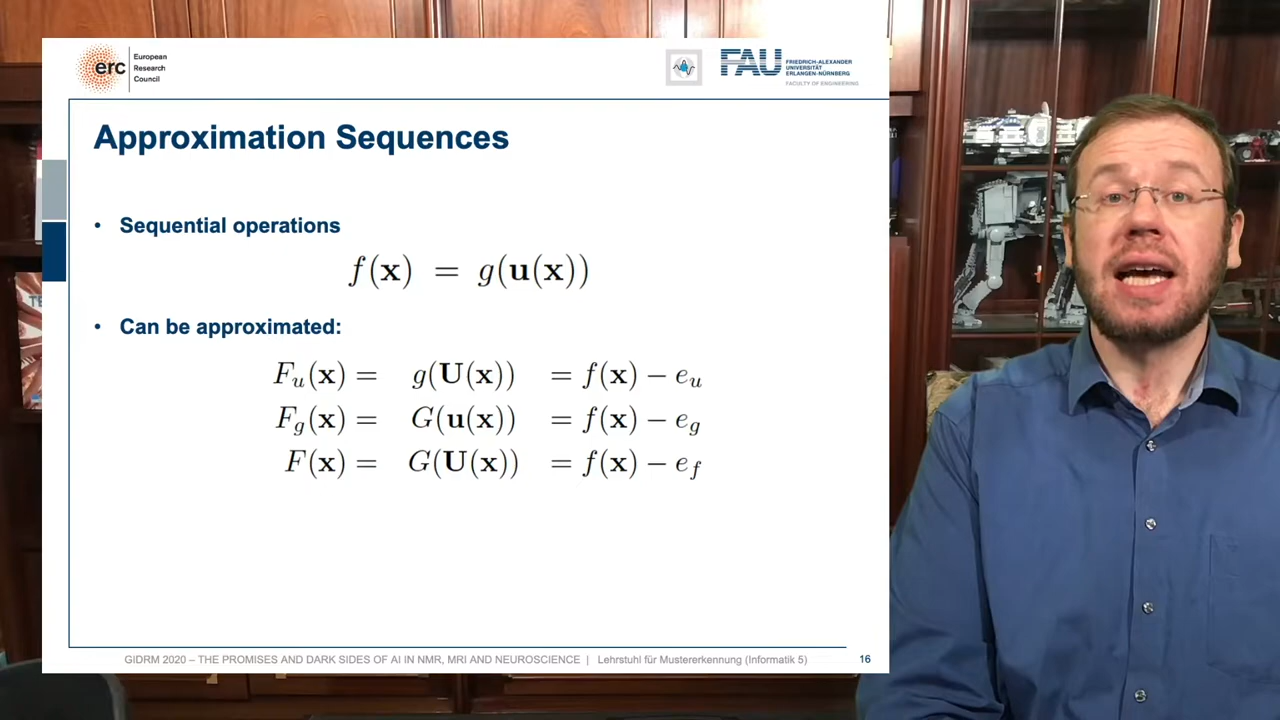 erc
European
Research
Council
FAU
FRIEDRICH-ALEXANDER
UNIVERSITÄT
ERLANGEN-NÜRNBERG
FACULTY OF ENGINEERING
Approximation Sequences
• Sequential operations
f(x) = g(u(x))
• Can be approximated:
F_u(x) = g(U(x)) = f(x) − e_u
F_g(x) = G(u(x)) = f(x) − e_g
F(x) = G(U(x)) = f(x) − e_f
GIDRM 2020 – THE PROMISES AND DARK SIDES OF AI IN NMR, MRI AND NEUROSCIENCE | Lehrstuhl für Mustererkennung (Informatik 5) 16